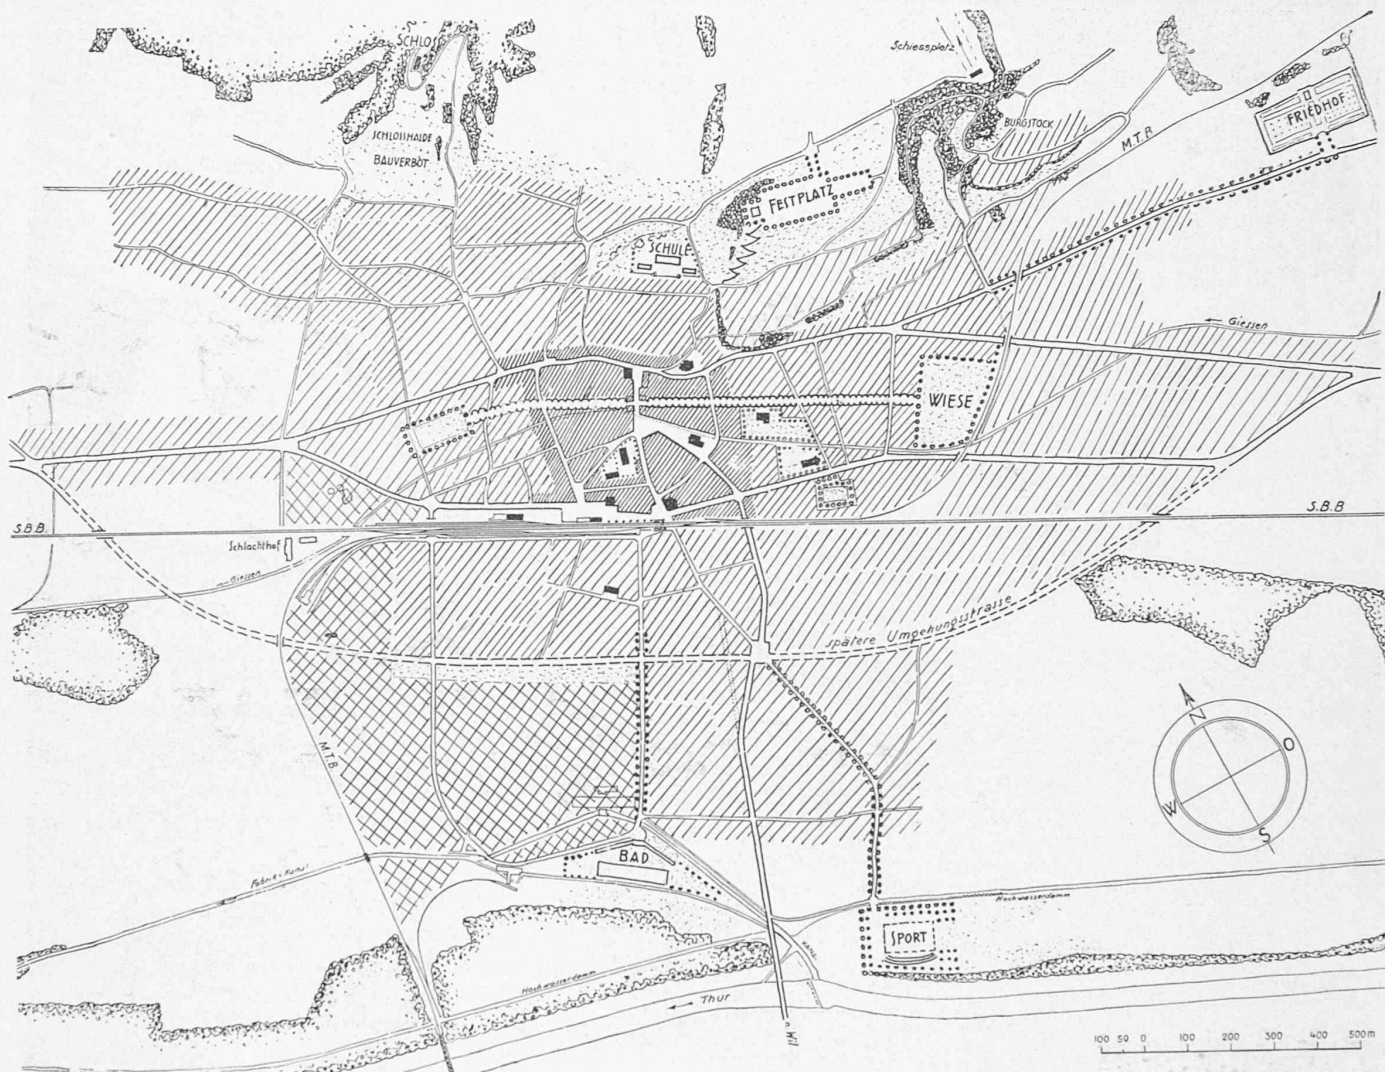 SCHLOSS
Schiessplatz
SCHLOSSHALDE
BAUVERBOT
BURGSTOCK
M.T.B.
FRIEDHOF
FESTPLATZ
SCHULE
Giessen
WIESE
S.B.B.
S.B.B
Schlachthof
Giessen
spätere Umgehungsstrasse
N
O
W
S
M.T.B.
BAD
Hochwasserdamm
SPORT
Hochwasserdamm
Thur
n. Wil
100 50 0 100 200 300 400 500m